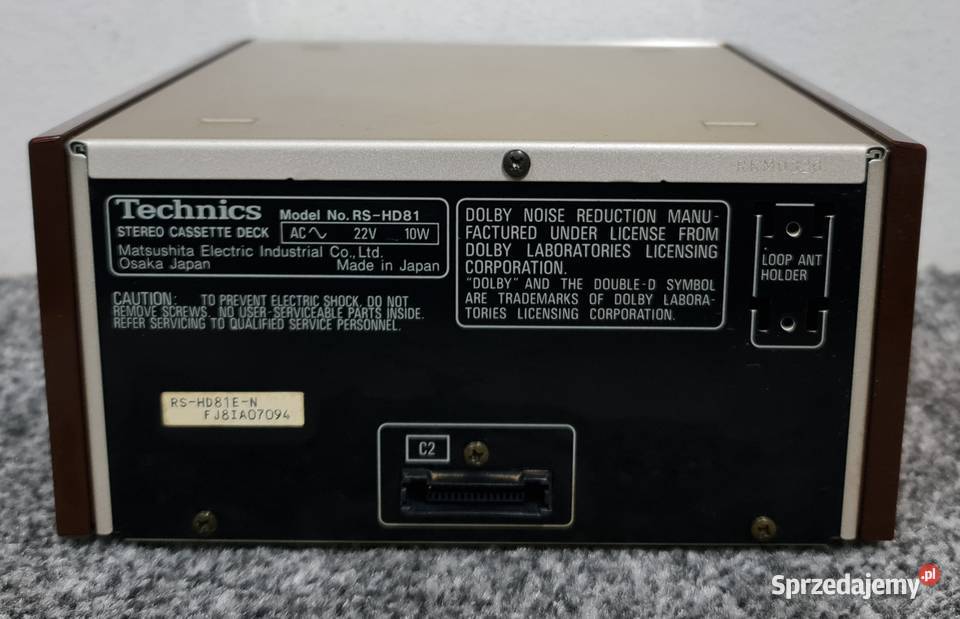 RKM0320
Technics
Model No. RS-HD81
STEREO CASSETTE DECK
AC∿ 22V 10W
Matsushita Electric Industrial Co., Ltd.
Osaka Japan Made in Japan
DOLBY NOISE REDUCTION MANU-
FACTURED UNDER LICENSE FROM
DOLBY LABORATORIES LICENSING
CORPORATION.
"DOLBY" AND THE DOUBLE-D SYMBOL
ARE TRADEMARKS OF DOLBY LABORA-
TORIES LICENSING CORPORATION.
LOOP ANT
HOLDER
CAUTION: TO PREVENT ELECTRIC SHOCK, DO NOT
REMOVE SCREWS. NO USER-SERVICEABLE PARTS INSIDE.
REFER SERVICING TO QUALIFIED SERVICE PERSONNEL.
RS-HD81E-N
FJ8IA07094
C2
Sprzedajemy.pl